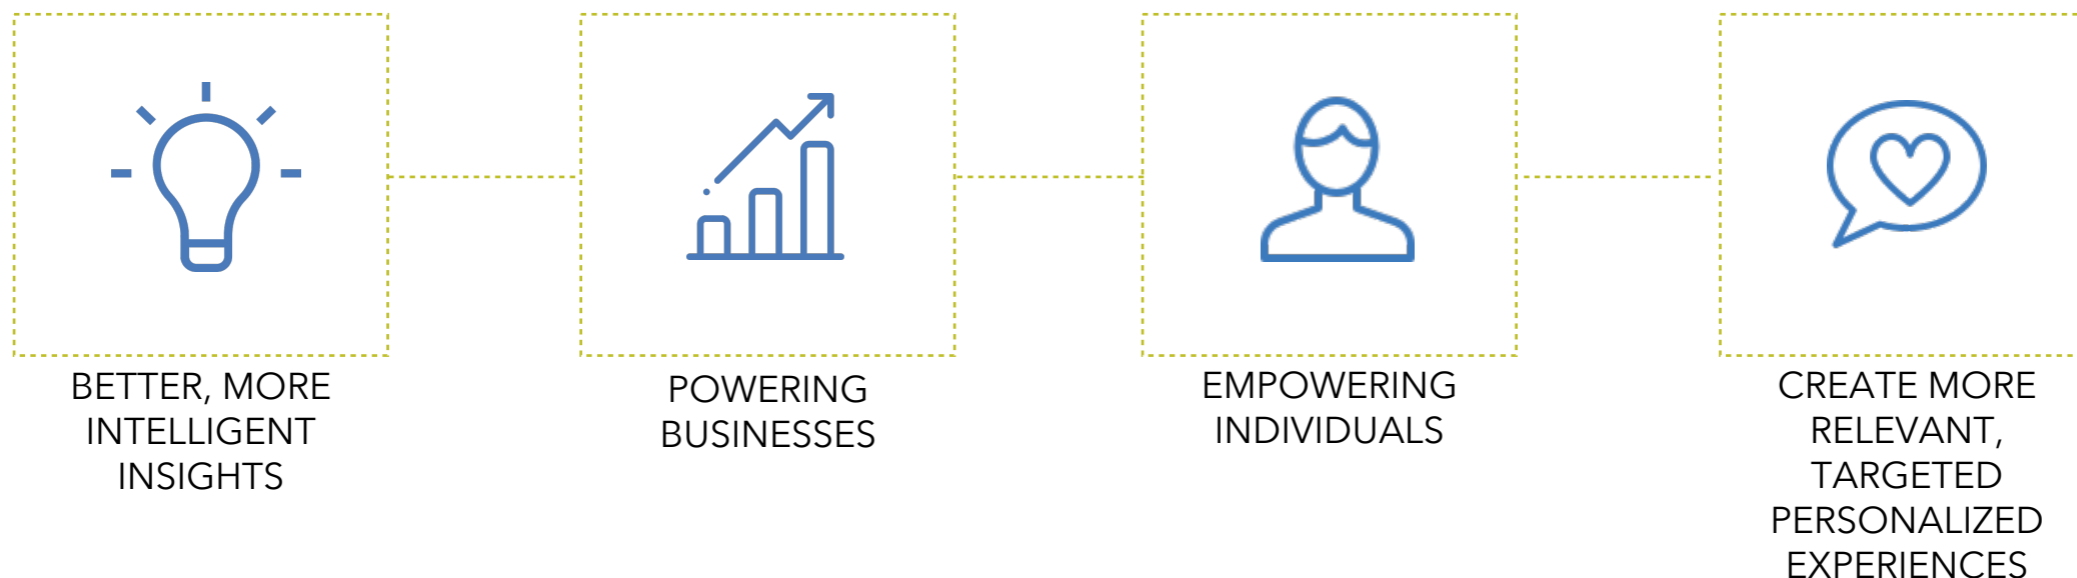 BETTER, MORE
INTELLIGENT
INSIGHTS
POWERING
BUSINESSES
EMPOWERING
INDIVIDUALS
CREATE MORE
RELEVANT,
TARGETED
PERSONALIZED
EXPERIENCES